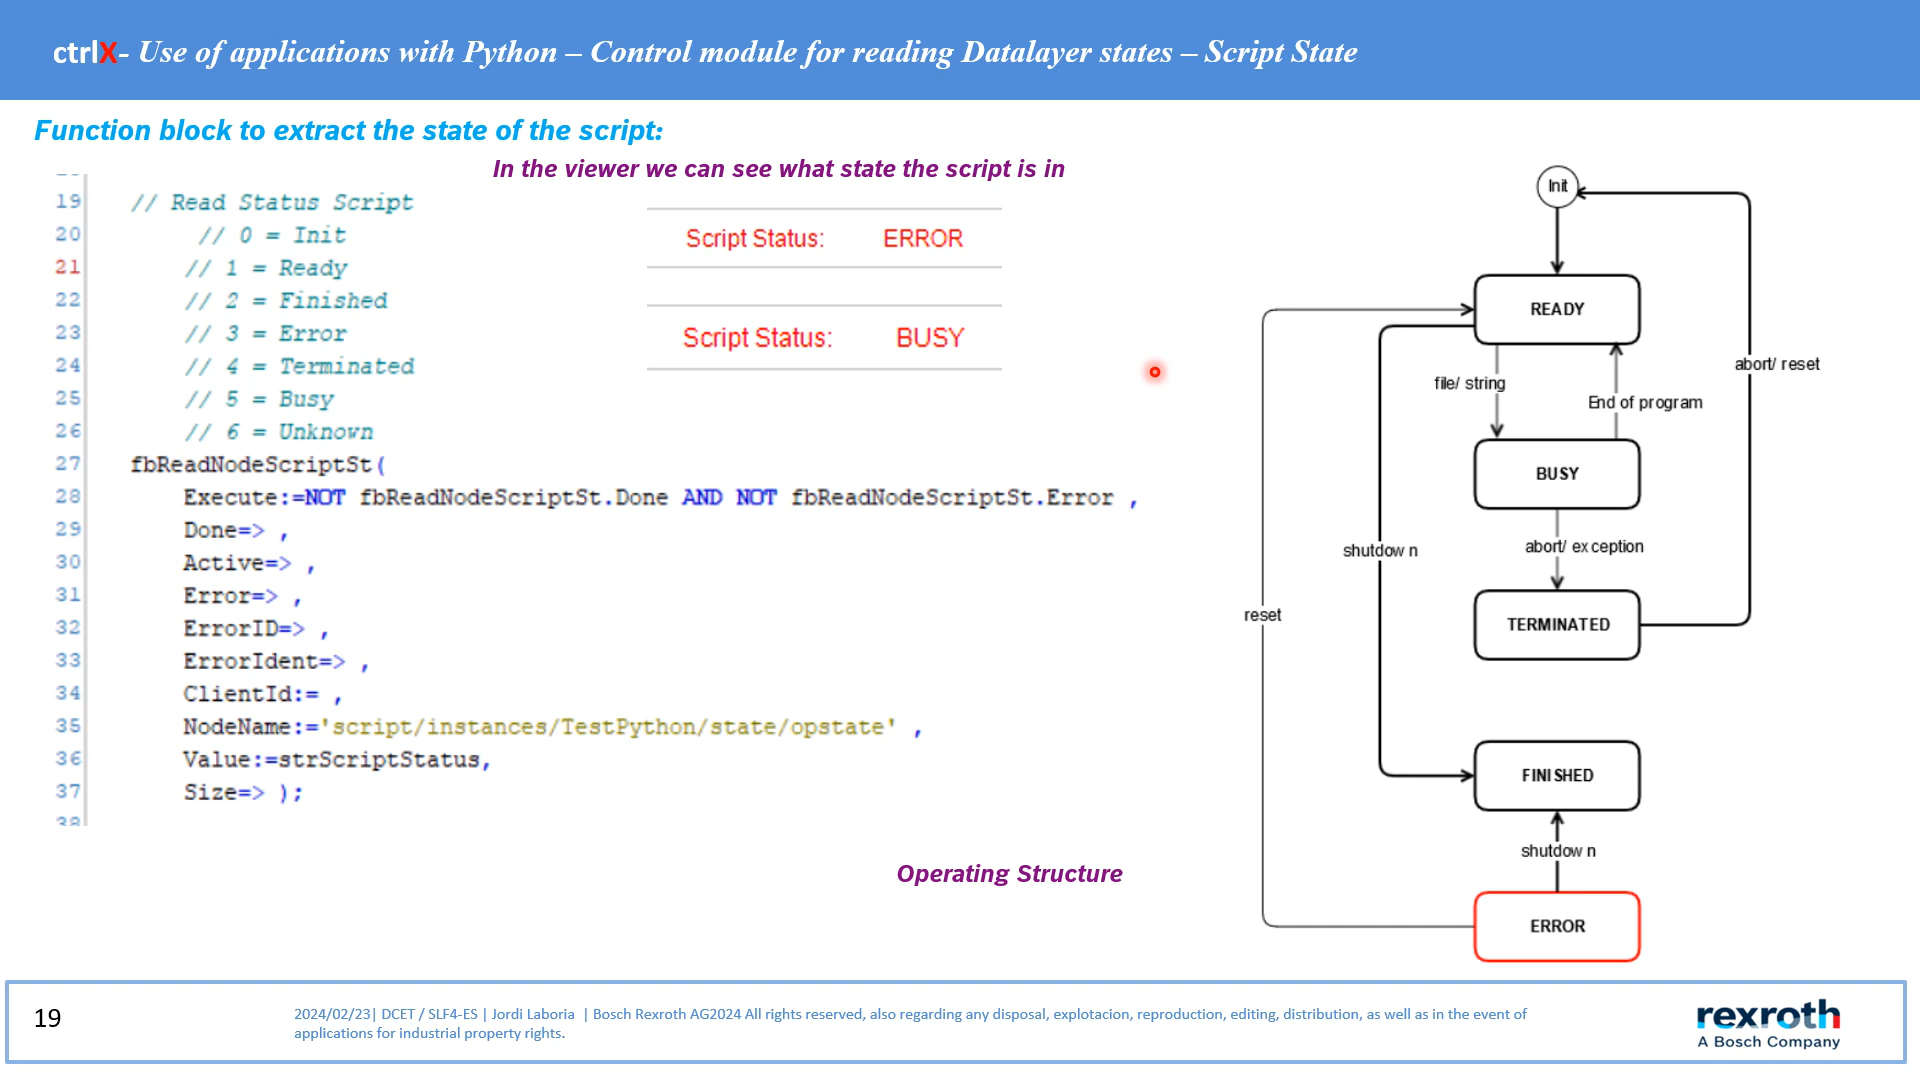 ctrlX- Use of applications with Python – Control module for reading Datalayer states – Script State
Function block to extract the state of the script:
In the viewer we can see what state the script is in
19 // Read Status Script
20 // 0 = Init
21 // 1 = Ready
22 // 2 = Finished
23 // 3 = Error
24 // 4 = Terminated
25 // 5 = Busy
26 // 6 = Unknown
27 fbReadNodeScriptSt(
28 Execute:=NOT fbReadNodeScriptSt.Done AND NOT fbReadNodeScriptSt.Error ,
29 Done=> ,
30 Active=> ,
31 Error=> ,
32 ErrorID=> ,
33 ErrorIdent=> ,
34 ClientId:= ,
35 NodeName:='script/instances/TestPython/state/opstate' ,
36 Value:=strScriptStatus,
37 Size=> );
38
Script Status: ERROR
Script Status: BUSY
Init
READY
abort/ reset
file/ string
End of program
BUSY
shutdow n
abort/ exception
reset
TERMINATED
FINISHED
shutdow n
ERROR
Operating Structure
19
2024/02/23| DCET / SLF4-ES | Jordi Laboria | Bosch Rexroth AG2024 All rights reserved, also regarding any disposal, explotacion, reproduction, editing, distribution, as well as in the event of
applications for industrial property rights.
rexroth
A Bosch Company